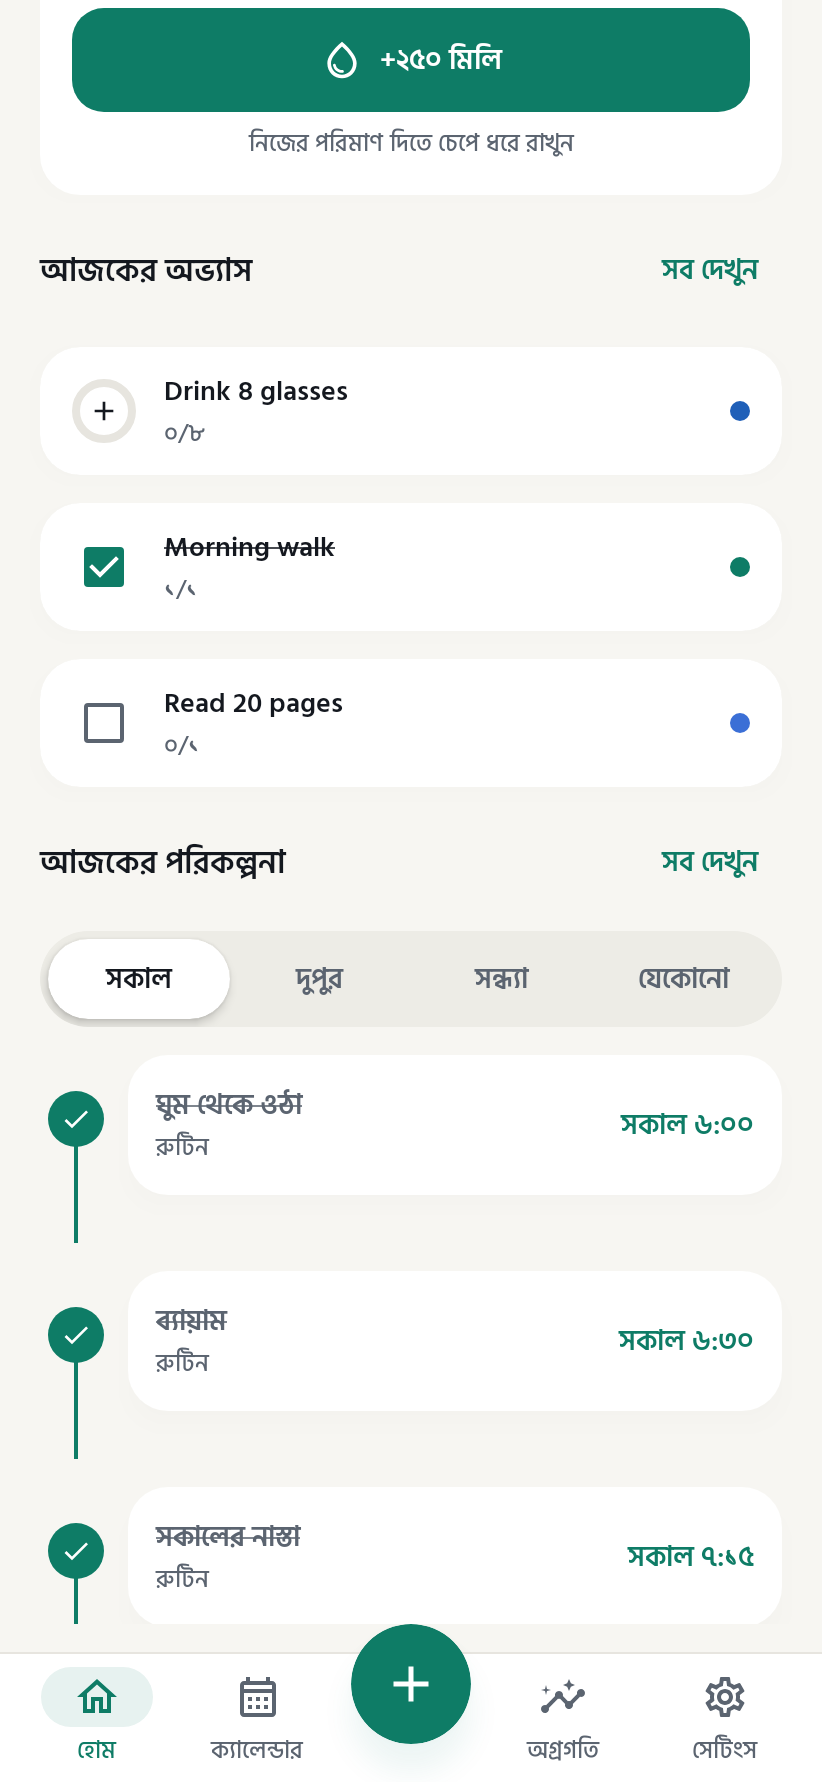 +২৫০ মিলি
নিজের পরিমাণ দিতে চেপে ধরে রাখুন
আজকের অভ্যাস
সব দেখুন
Drink 8 glasses
০/৮
Morning walk
১/১
Read 20 pages
০/১
আজকের পরিকল্পনা
সব দেখুন
সকাল
দুপুর
সন্ধ্যা
যেকোনো
ঘুম থেকে ওঠা
রুটিন
সকাল ৬:০০
ব্যায়াম
রুটিন
সকাল ৬:৩০
সকালের নাস্তা
রুটিন
সকাল ৭:১৫
হোম
ক্যালেন্ডার
অগ্রগতি
সেটিংস